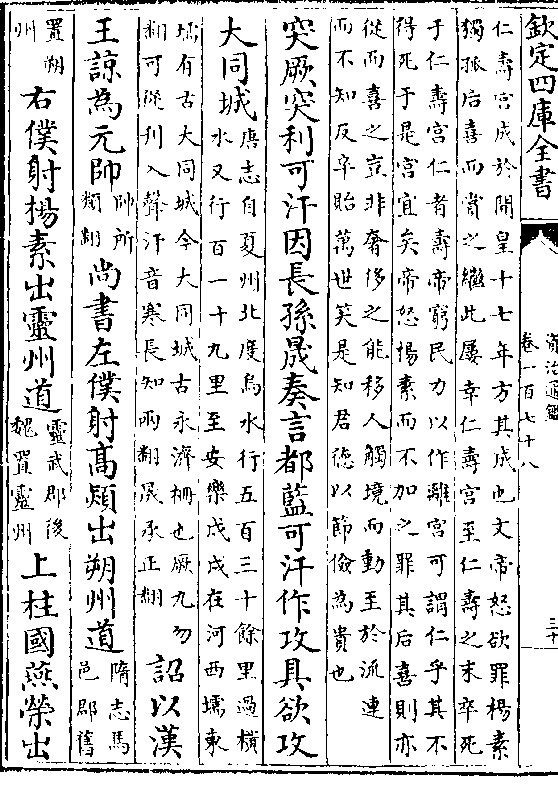 欽定四庫全書
資治通鑑
卷一百七十八
三十
仁壽宮成於開皇十七年方其成也文帝怒欲罪楊素
獨孤后喜而賞之繼此屢幸仁壽宮至仁壽之末卒死
于仁壽宮仁者壽帝窮民力以作離宮可謂仁乎其不
得死于是宮宜矣帝怒楊素而不加之罪其后喜則亦
從而喜之豈非奢侈之能移人觸境而動至於流連
而不知反卒貽萬世笑是知君德以節儉為貴也
突厥突利可汗因長孫晟奏言都藍可汗作攻具欲攻
大同城唐志自夏州北度烏水行五百三十餘里過橫
水又行百一十九里至安樂戍戍在河西壖東
壖有古大同城今大同城古永濟柵也厥九勿
翻可從刋入聲汗音寒長知兩翻晟承正翻詔以漢
王諒為元帥帥所
類翻尚書左僕射高熲出朔州道隋志馬
邑郡舊
置朔
州右僕射楊素出靈州道靈武郡後
魏置靈州上柱國燕榮出